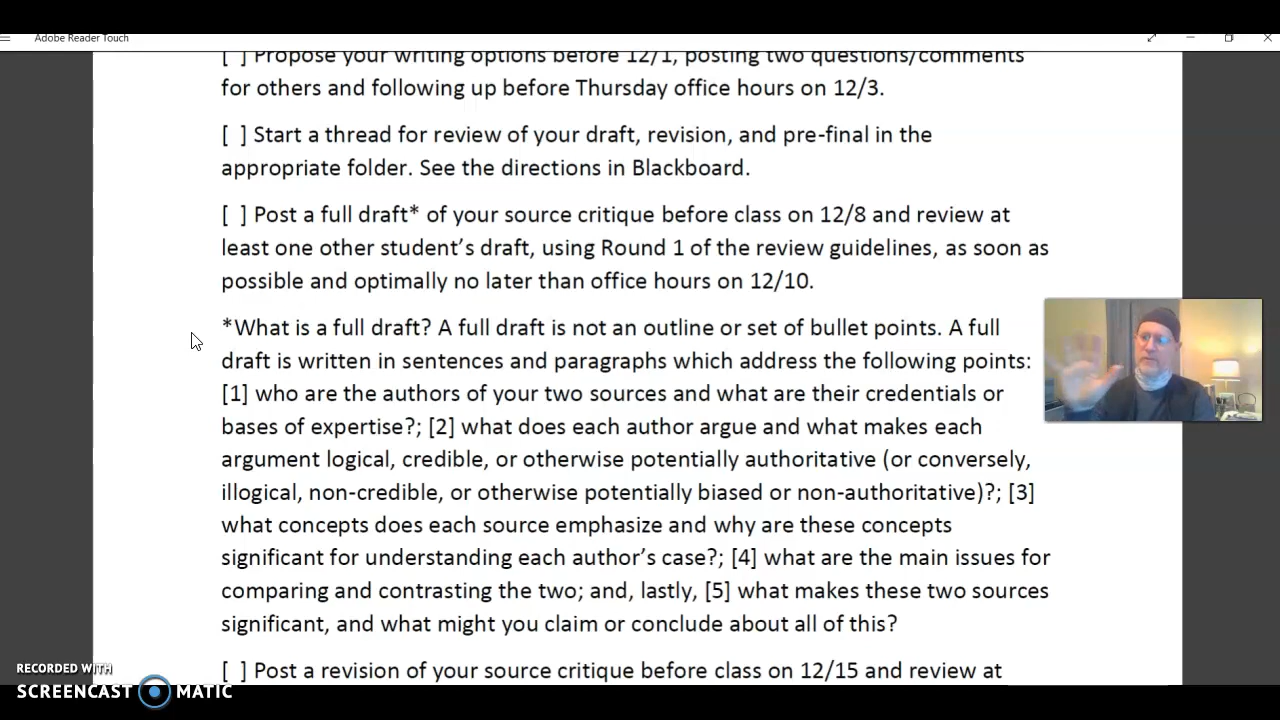 Adobe Reader Touch
[ ] Propose your writing options before 12/1, posting two questions/comments
for others and following up before Thursday office hours on 12/3.
[ ] Start a thread for review of your draft, revision, and pre-final in the
appropriate folder. See the directions in Blackboard.
[ ] Post a full draft* of your source critique before class on 12/8 and review at
least one other student’s draft, using Round 1 of the review guidelines, as soon as
possible and optimally no later than office hours on 12/10.
*What is a full draft? A full draft is not an outline or set of bullet points. A full
draft is written in sentences and paragraphs which address the following points:
[1] who are the authors of your two sources and what are their credentials or
bases of expertise?; [2] what does each author argue and what makes each
argument logical, credible, or otherwise potentially authoritative (or conversely,
illogical, non-credible, or otherwise potentially biased or non-authoritative)?; [3]
what concepts does each source emphasize and why are these concepts
significant for understanding each author’s case?; [4] what are the main issues for
comparing and contrasting the two; and, lastly, [5] what makes these two sources
significant, and what might you claim or conclude about all of this?
[ ] Post a revision of your source critique before class on 12/15 and review at
RECORDED WITH
SCREENCAST MATIC